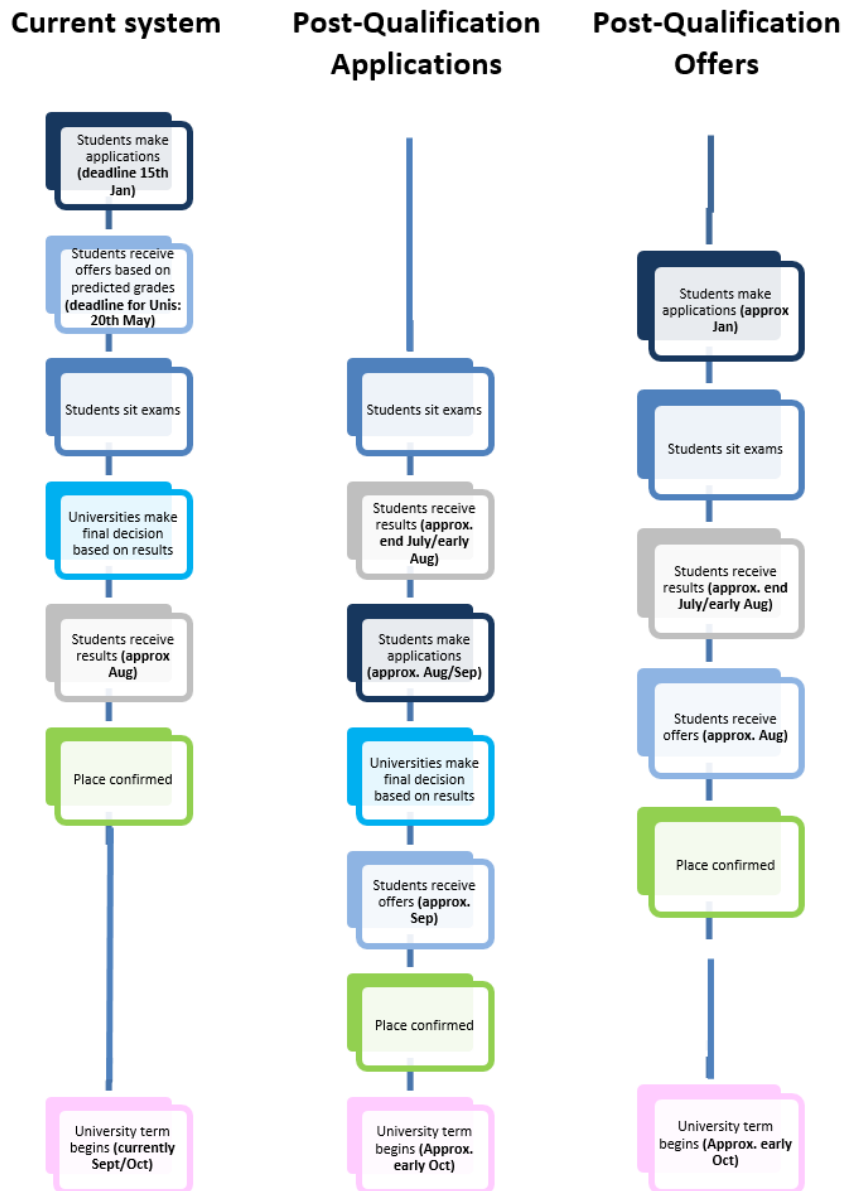 Current system
Students make
applications
(deadline 15th
Jan)
Students receive
offers based on
predicted grades
(deadline for Unis:
20th May)
Students sit exams
Universities make
final decision
based on results
Students receive
results (approx
Aug)
Place confirmed
University term
begins (currently
Sept/Oct)
Post-Qualification
Applications
Students sit exams
Students receive
results (approx.
end July/early
Aug)
Students make
applications
(approx. Aug/Sep)
Universities make
final decision
based on results
Students receive
offers (approx.
Sep)
Place confirmed
University term
begins (Approx.
early Oct)
Post-Qualification
Offers
Students make
applications (approx
Jan)
Students sit exams
Students receive
results (approx. end
July/early Aug)
Students receive
offers (approx. Aug)
Place confirmed
University term
begins (Approx. early
Oct)